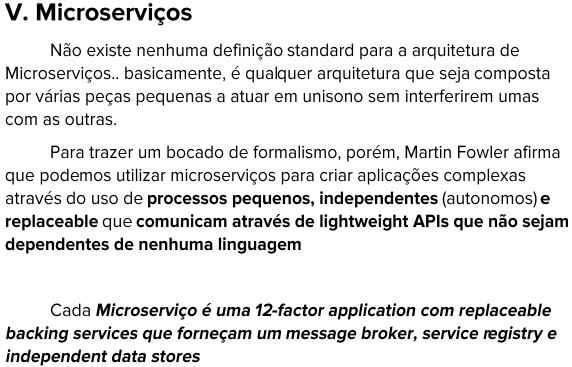 V. Microserviços
Não existe nenhuma definição standard para a arquitetura de
Microserviços.. basicamente, é qualquer arquitetura que seja composta
por várias peças pequenas a atuar em unisono sem interferirem umas
com as outras.
Para trazer um bocado de formalismo, porém, Martin Fowler afirma
que podemos utilizar microserviços para criar aplicações complexas
através do uso de processos pequenos, independentes (autonomos) e
replaceable que comunicam através de lightweight APIs que não sejam
dependentes de nenhuma linguagem
Cada Microserviço é uma 12-factor application com replaceable
backing services que forneçam um message broker, service registry e
independent data stores